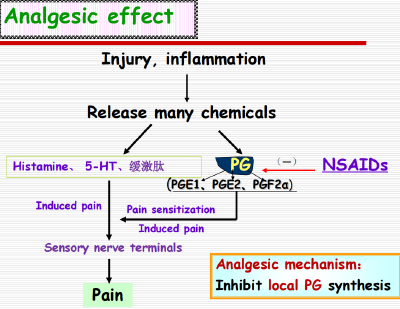 Analgesic effect
Injury, inflammation
Release many chemicals
Histamine、 5-HT、缓激肽
PG
(—)
NSAIDs
(PGE1、PGE2、PGF2α)
Induced pain
Pain sensitization
Induced pain
Sensory nerve terminals
Pain
Analgesic mechanism:
Inhibit local PG synthesis